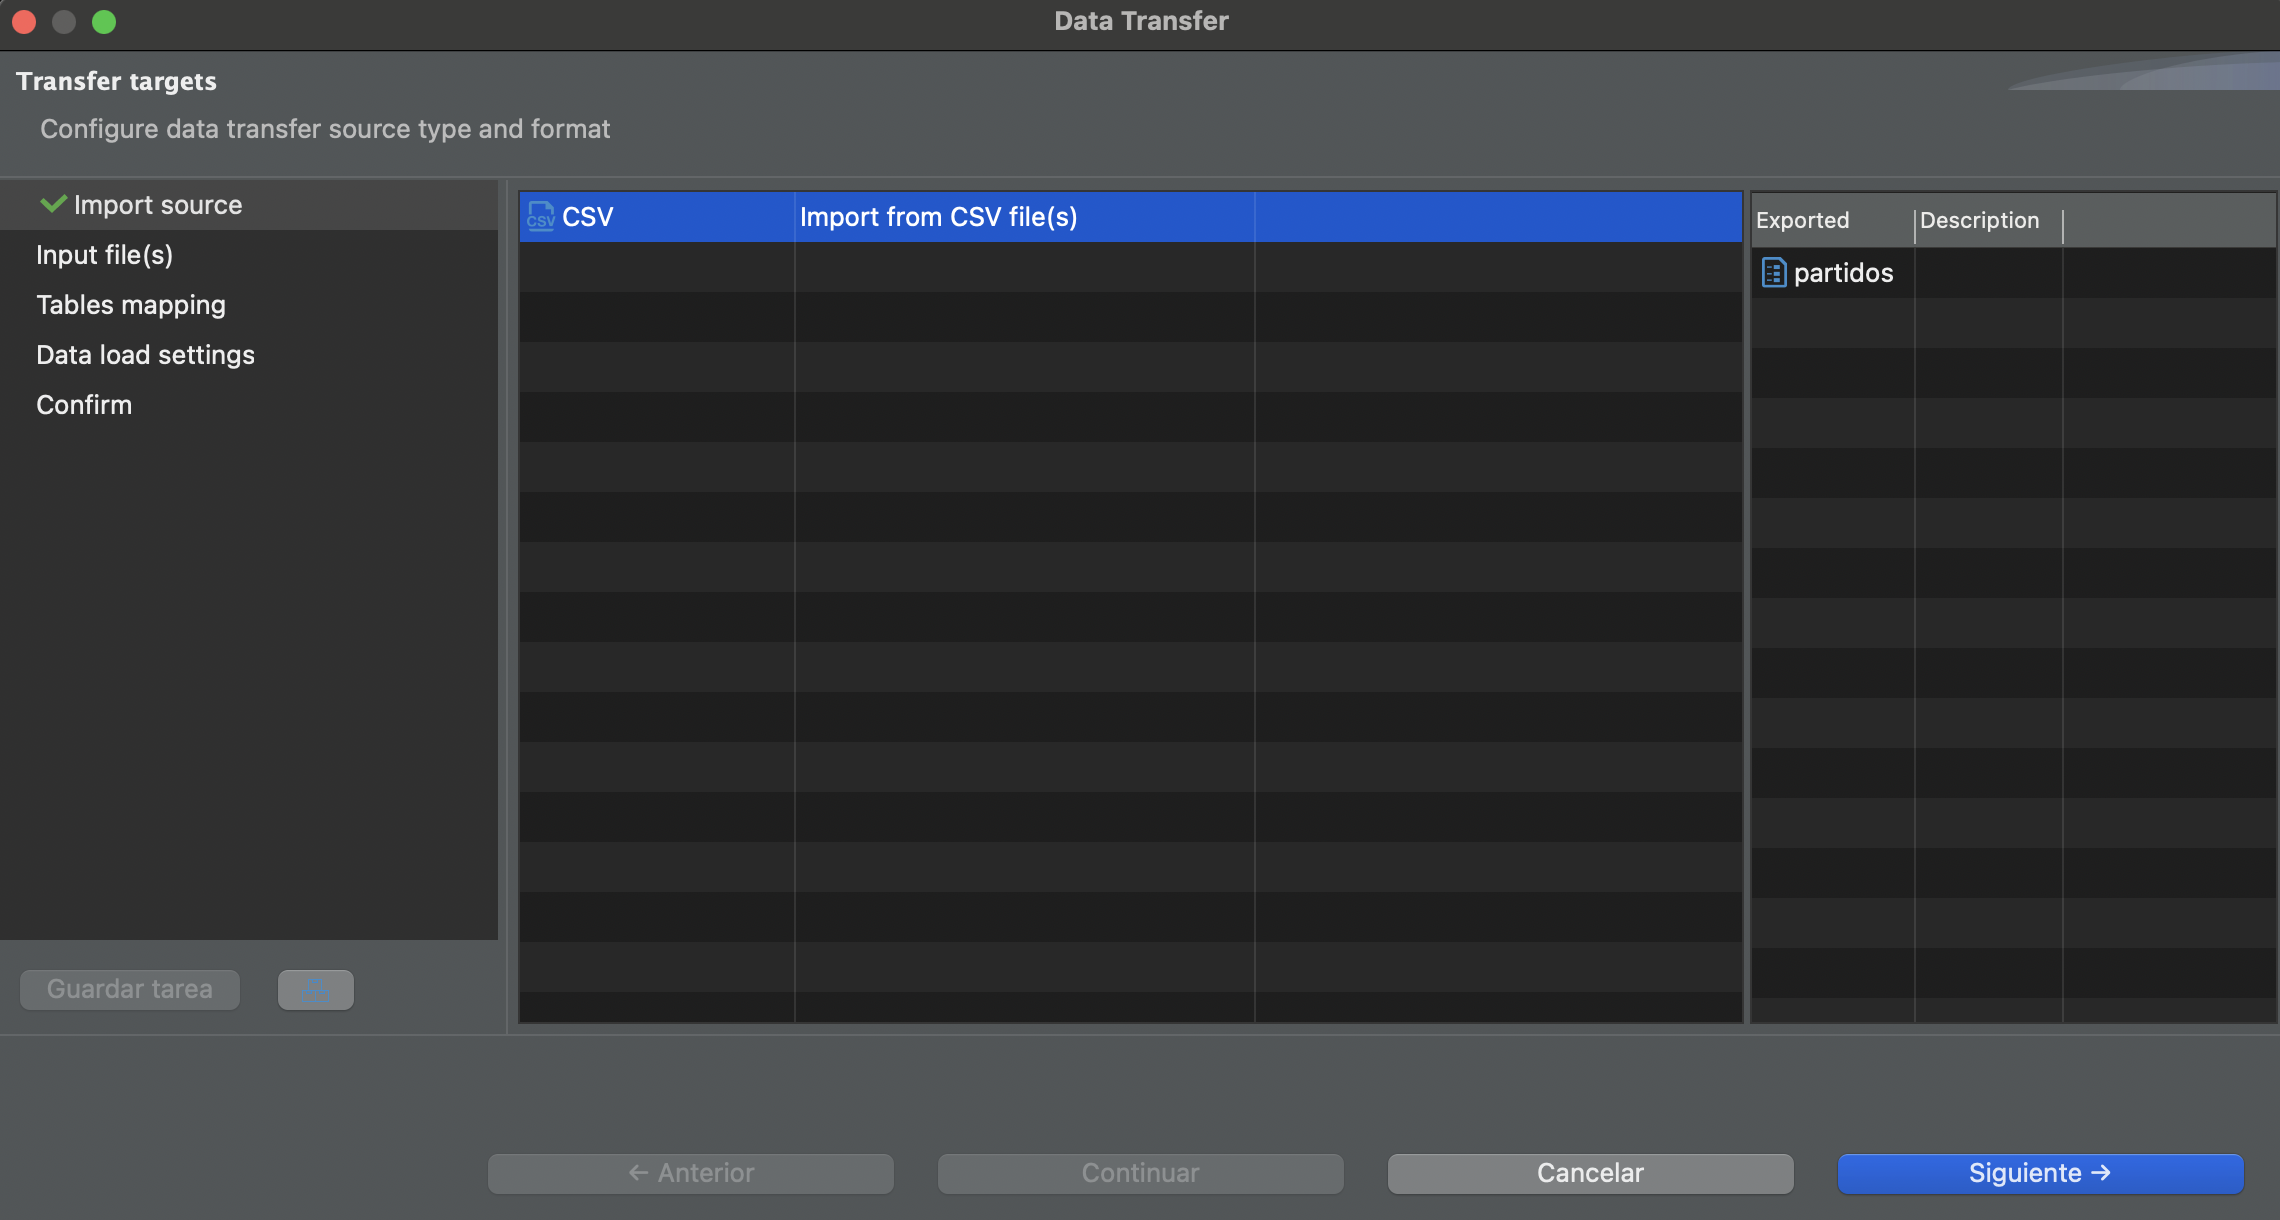 Data Transfer
Transfer targets
Configure data transfer source type and format
Import source
Input file(s)
Tables mapping
Data load settings
Confirm
CSV CSV Import from CSV file(s)
Exported Description
partidos
Guardar tarea
← Anterior Continuar Cancelar Siguiente →